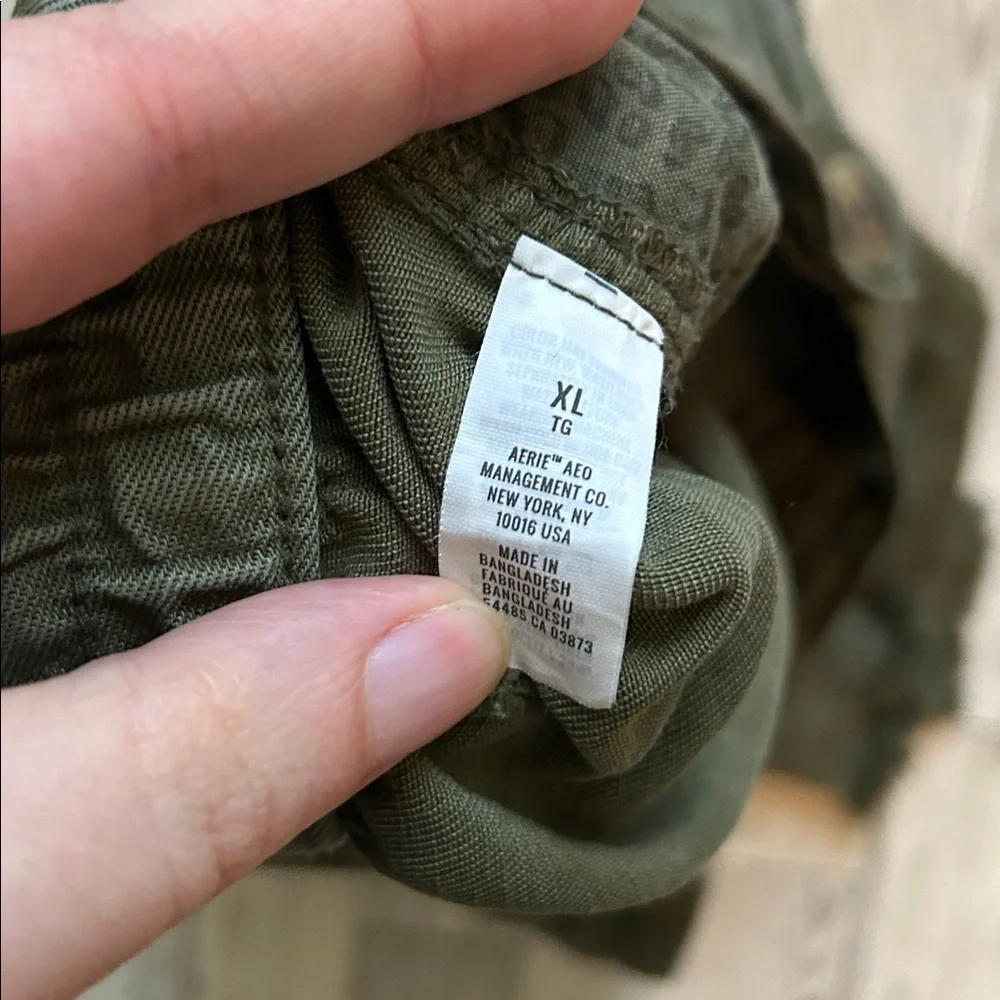 XL
TG
AERIE™ AEO
MANAGEMENT CO.
NEW YORK, NY
10016 USA
MADE IN
BANGLADESH
FABRIQUÉ AU
BANGLADESH
54485 CA 03873